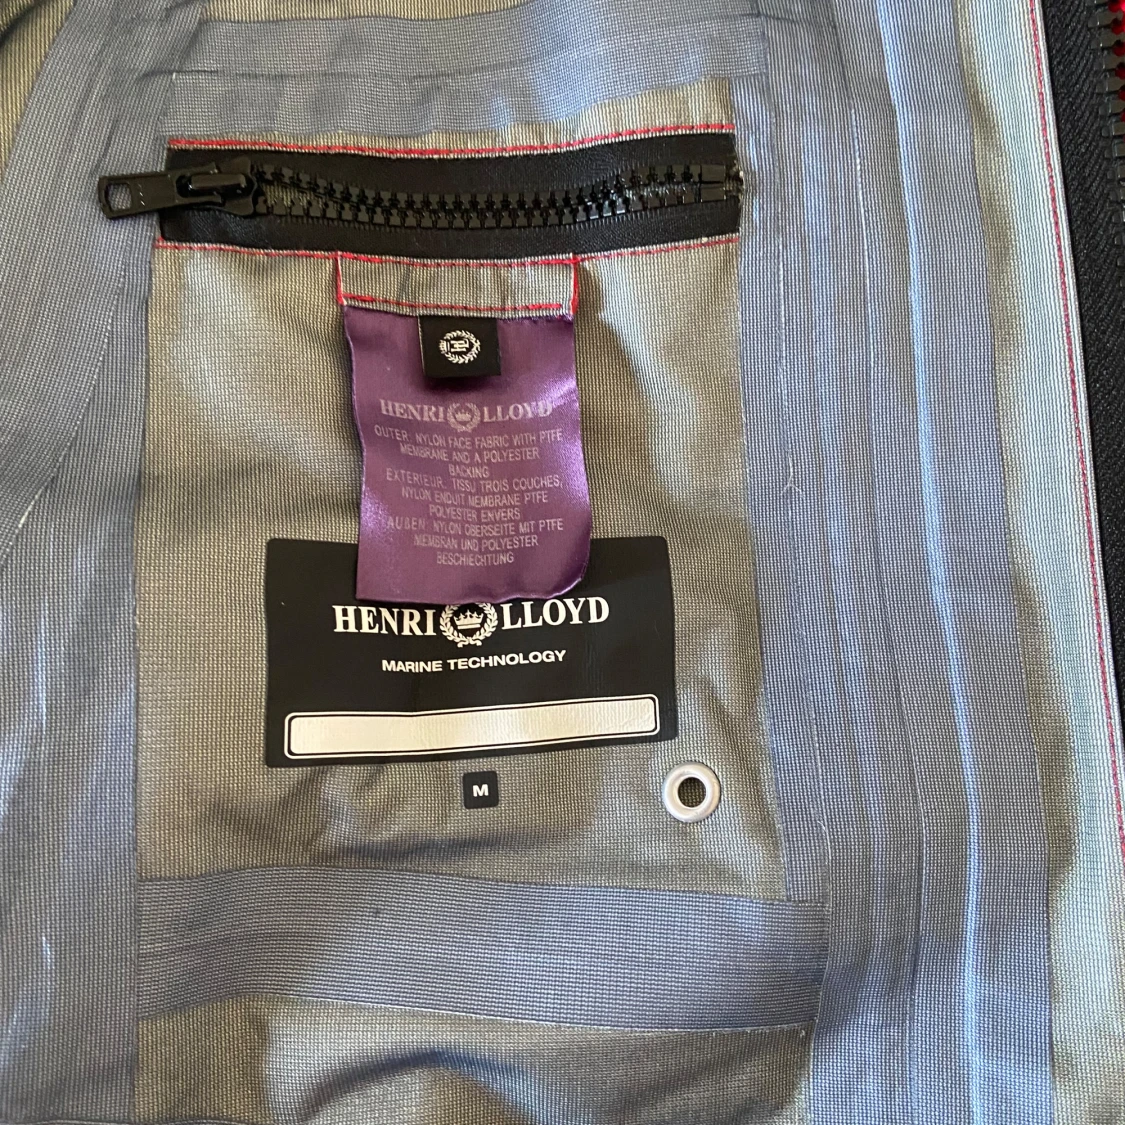 HENRI LLOYD
OUTER: NYLON FACE FABRIC WITH PTFE
MEMBRANE AND A POLYESTER
BACKING
EXTERIEUR. TISSU TROIS COUCHES,
NYLON ENDUIT MEMBRANE PTFE
POLYESTER ENVERS
AUßEN: NYLON OBERSEITE MIT PTFE
MEMBRAN UND POLYESTER
BESCHIECHTUNG
HENRI LLOYD
MARINE TECHNOLOGY
M